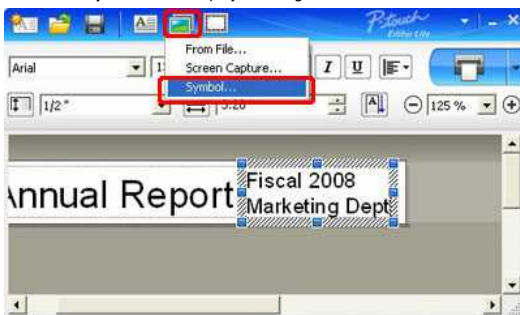 P-touch
Editor Lite
From File...
Screen Capture...
Symbol...
Arial
I U
1/2"
A
125 %
Annual Report
Fiscal 2008
Marketing Dept